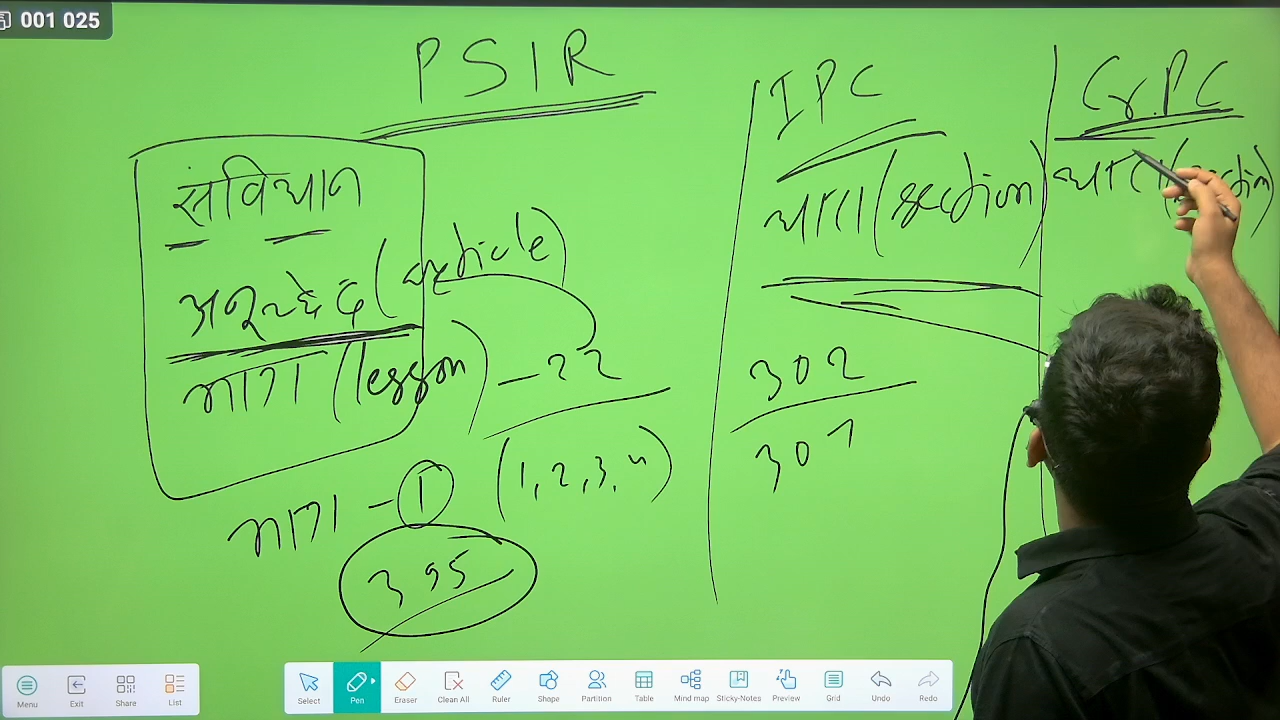 001 025
PSIR
संविधान
अनुच्छेद (article)
भाग (lesson) – 22
भाग – 1 (1, 2, 3, 4)
395
IPC
धारा (section)
302
307
Cr.PC
धारा (section)
Menu
Exit
Share
List
Select
Pen
Eraser
Clean All
Ruler
Shape
Partition
Table
Mind map
Sticky-Notes
Preview
Grid
Undo
Redo